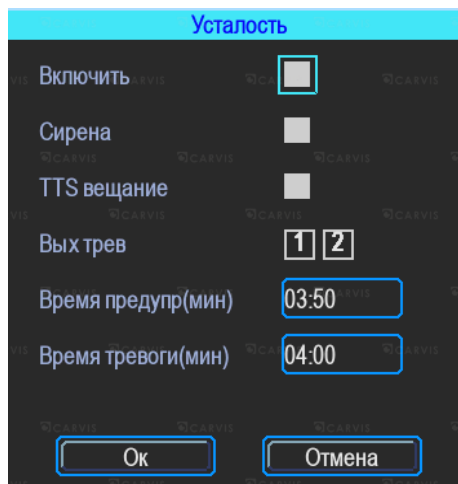 Усталость
Включить
Сирена
TTS вещание
Вых трев 1 2
Время предупр(мин) 03:50
Время тревоги(мин) 04:00
Ок Отмена
CARVIS